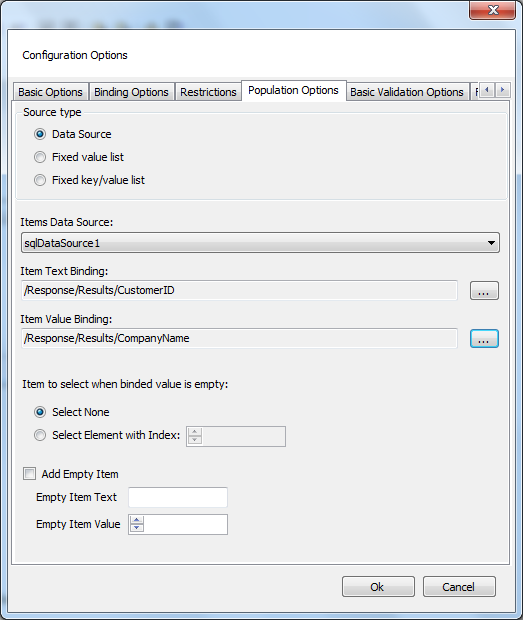 Configuration Options
Basic Options Binding Options Restrictions Population Options Basic Validation Options
Source type
Data Source
Fixed value list
Fixed key/value list
Items Data Source:
sqlDataSource1
Item Text Binding:
/Response/Results/CustomerID
...
Item Value Binding:
/Response/Results/CompanyName
...
Item to select when binded value is empty:
Select None
Select Element with Index:
Add Empty Item
Empty Item Text
Empty Item Value
Ok Cancel